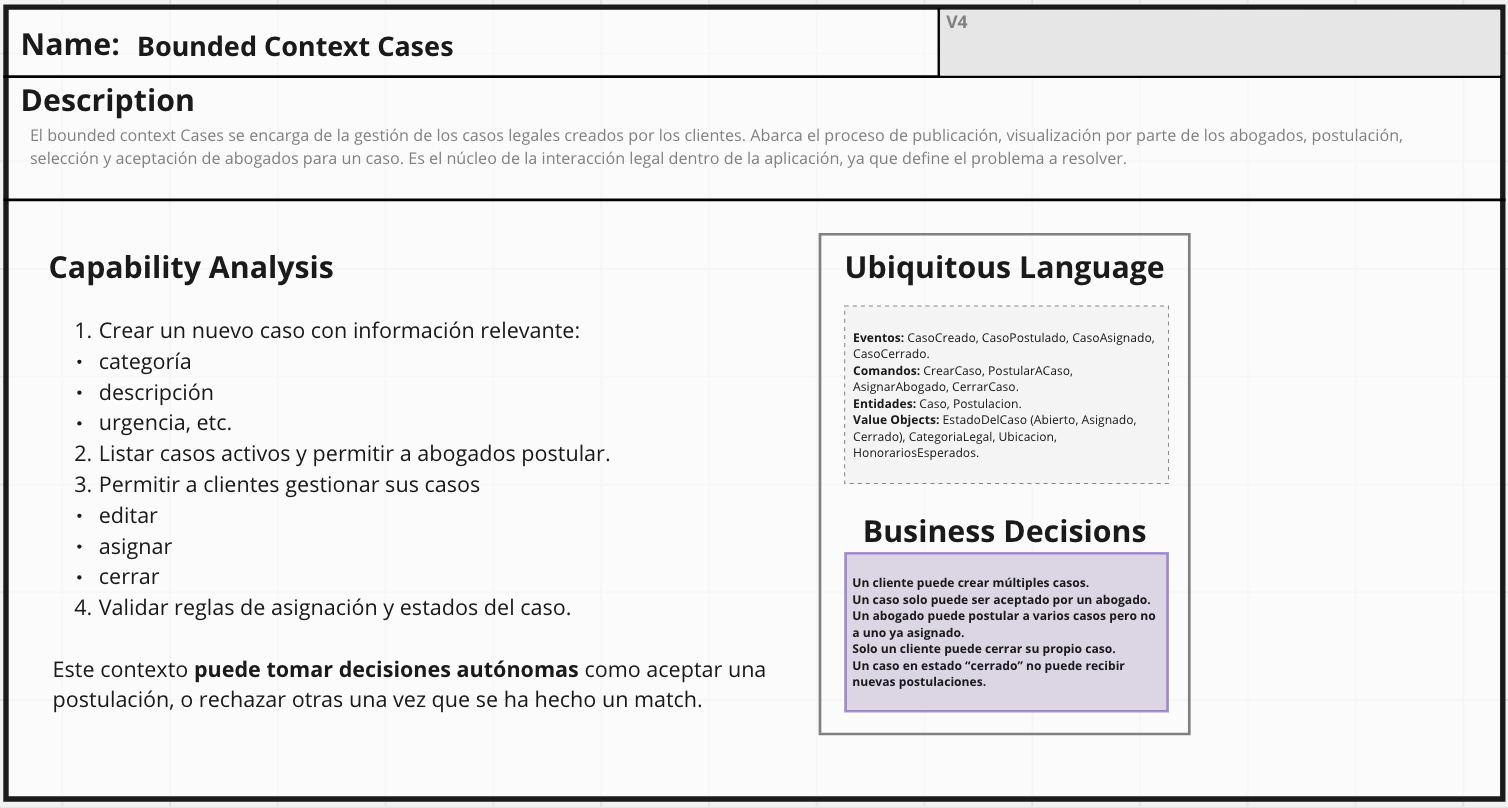 Name: Bounded Context Cases
V4
Description
El bounded context Cases se encarga de la gestión de los casos legales creados por los clientes. Abarca el proceso de publicación, visualización por parte de los abogados, postulación,
selección y aceptación de abogados para un caso. Es el núcleo de la interacción legal dentro de la aplicación, ya que define el problema a resolver.
Capability Analysis
1. Crear un nuevo caso con información relevante:
• categoría
• descripción
• urgencia, etc.
2. Listar casos activos y permitir a abogados postular.
3. Permitir a clientes gestionar sus casos
• editar
• asignar
• cerrar
4. Validar reglas de asignación y estados del caso.
Este contexto puede tomar decisiones autónomas como aceptar una
postulación, o rechazar otras una vez que se ha hecho un match.
Ubiquitous Language
Eventos: CasoCreado, CasoPostulado, CasoAsignado,
CasoCerrado.
Comandos: CrearCaso, PostularACaso,
AsignarAbogado, CerrarCaso.
Entidades: Caso, Postulacion.
Value Objects: EstadoDelCaso (Abierto, Asignado,
Cerrado), CategoriaLegal, Ubicacion,
HonorariosEsperados.
Business Decisions
Un cliente puede crear múltiples casos.
Un caso solo puede ser aceptado por un abogado.
Un abogado puede postular a varios casos pero no
a uno ya asignado.
Solo un cliente puede cerrar su propio caso.
Un caso en estado “cerrado” no puede recibir
nuevas postulaciones.